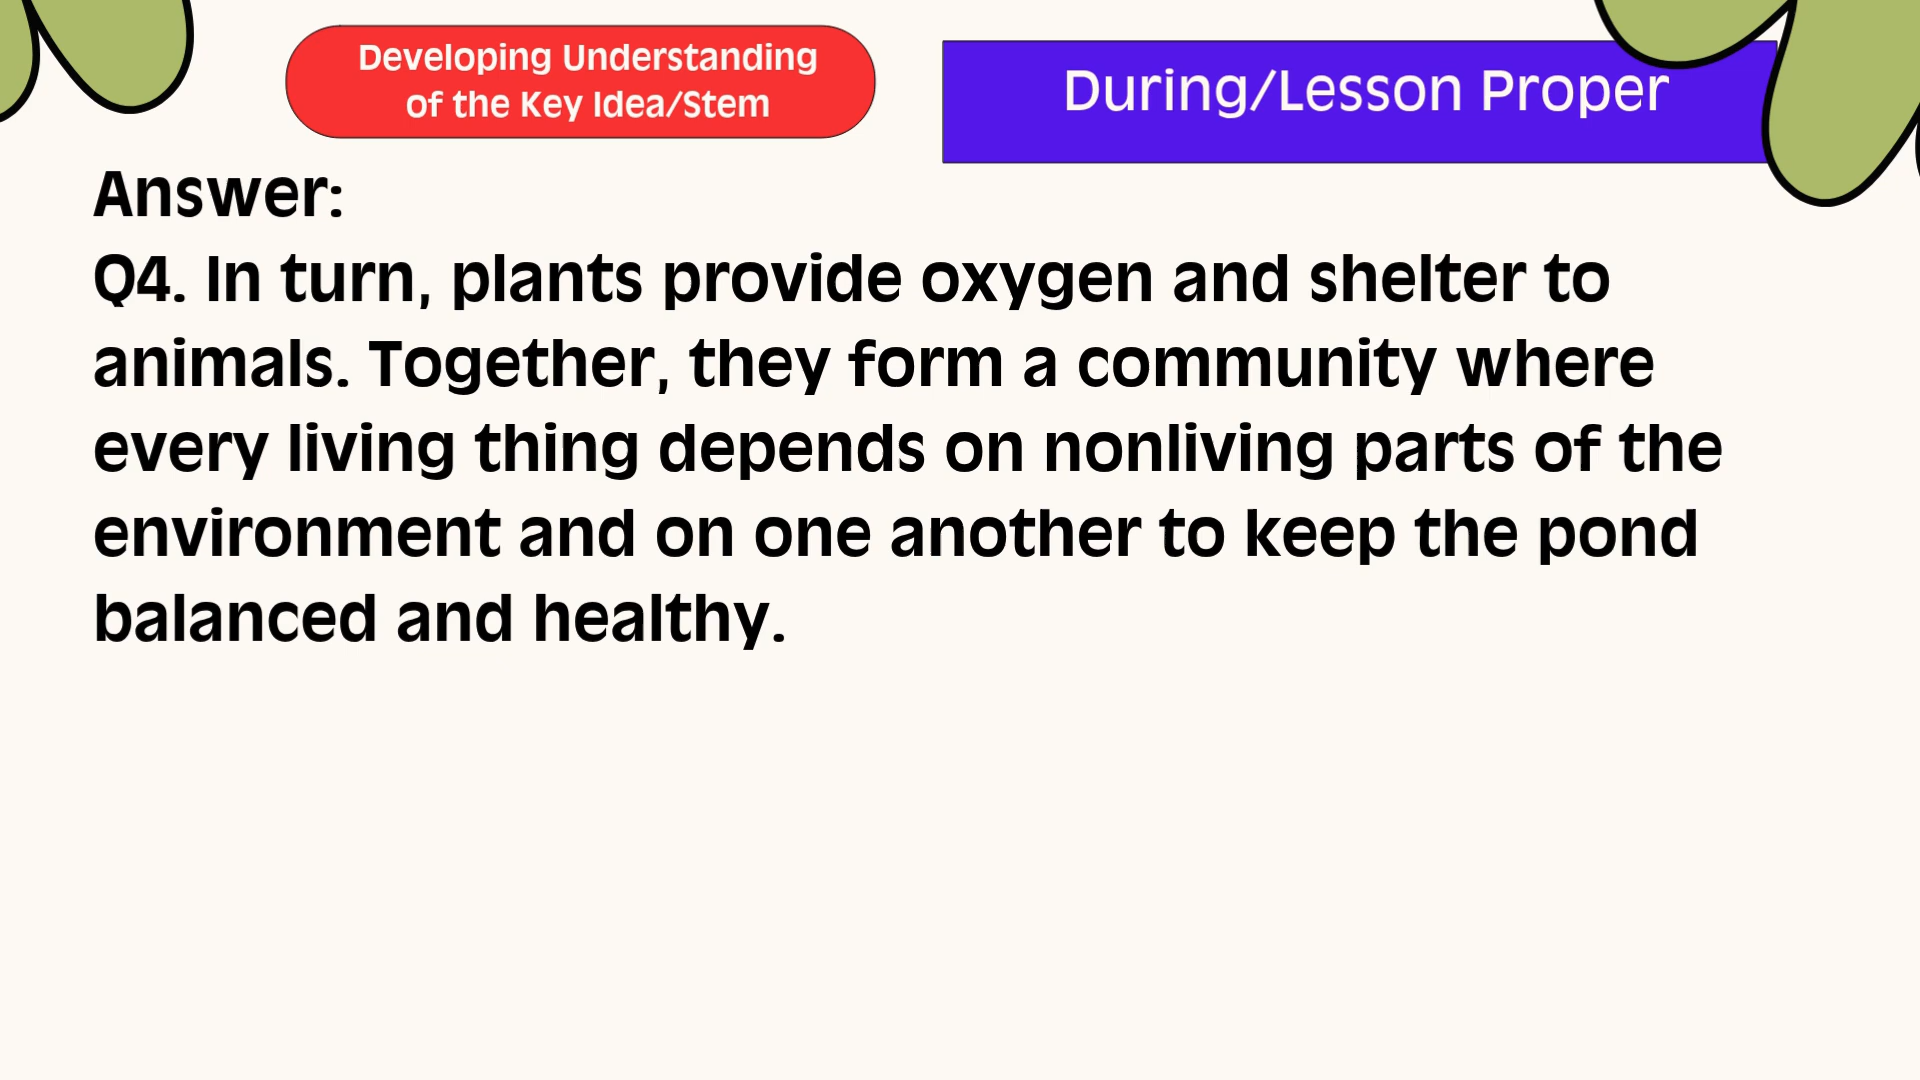 Developing Understanding
of the Key Idea/Stem
During/Lesson Proper
Answer:
Q4. In turn, plants provide oxygen and shelter to
animals. Together, they form a community where
every living thing depends on nonliving parts of the
environment and on one another to keep the pond
balanced and healthy.